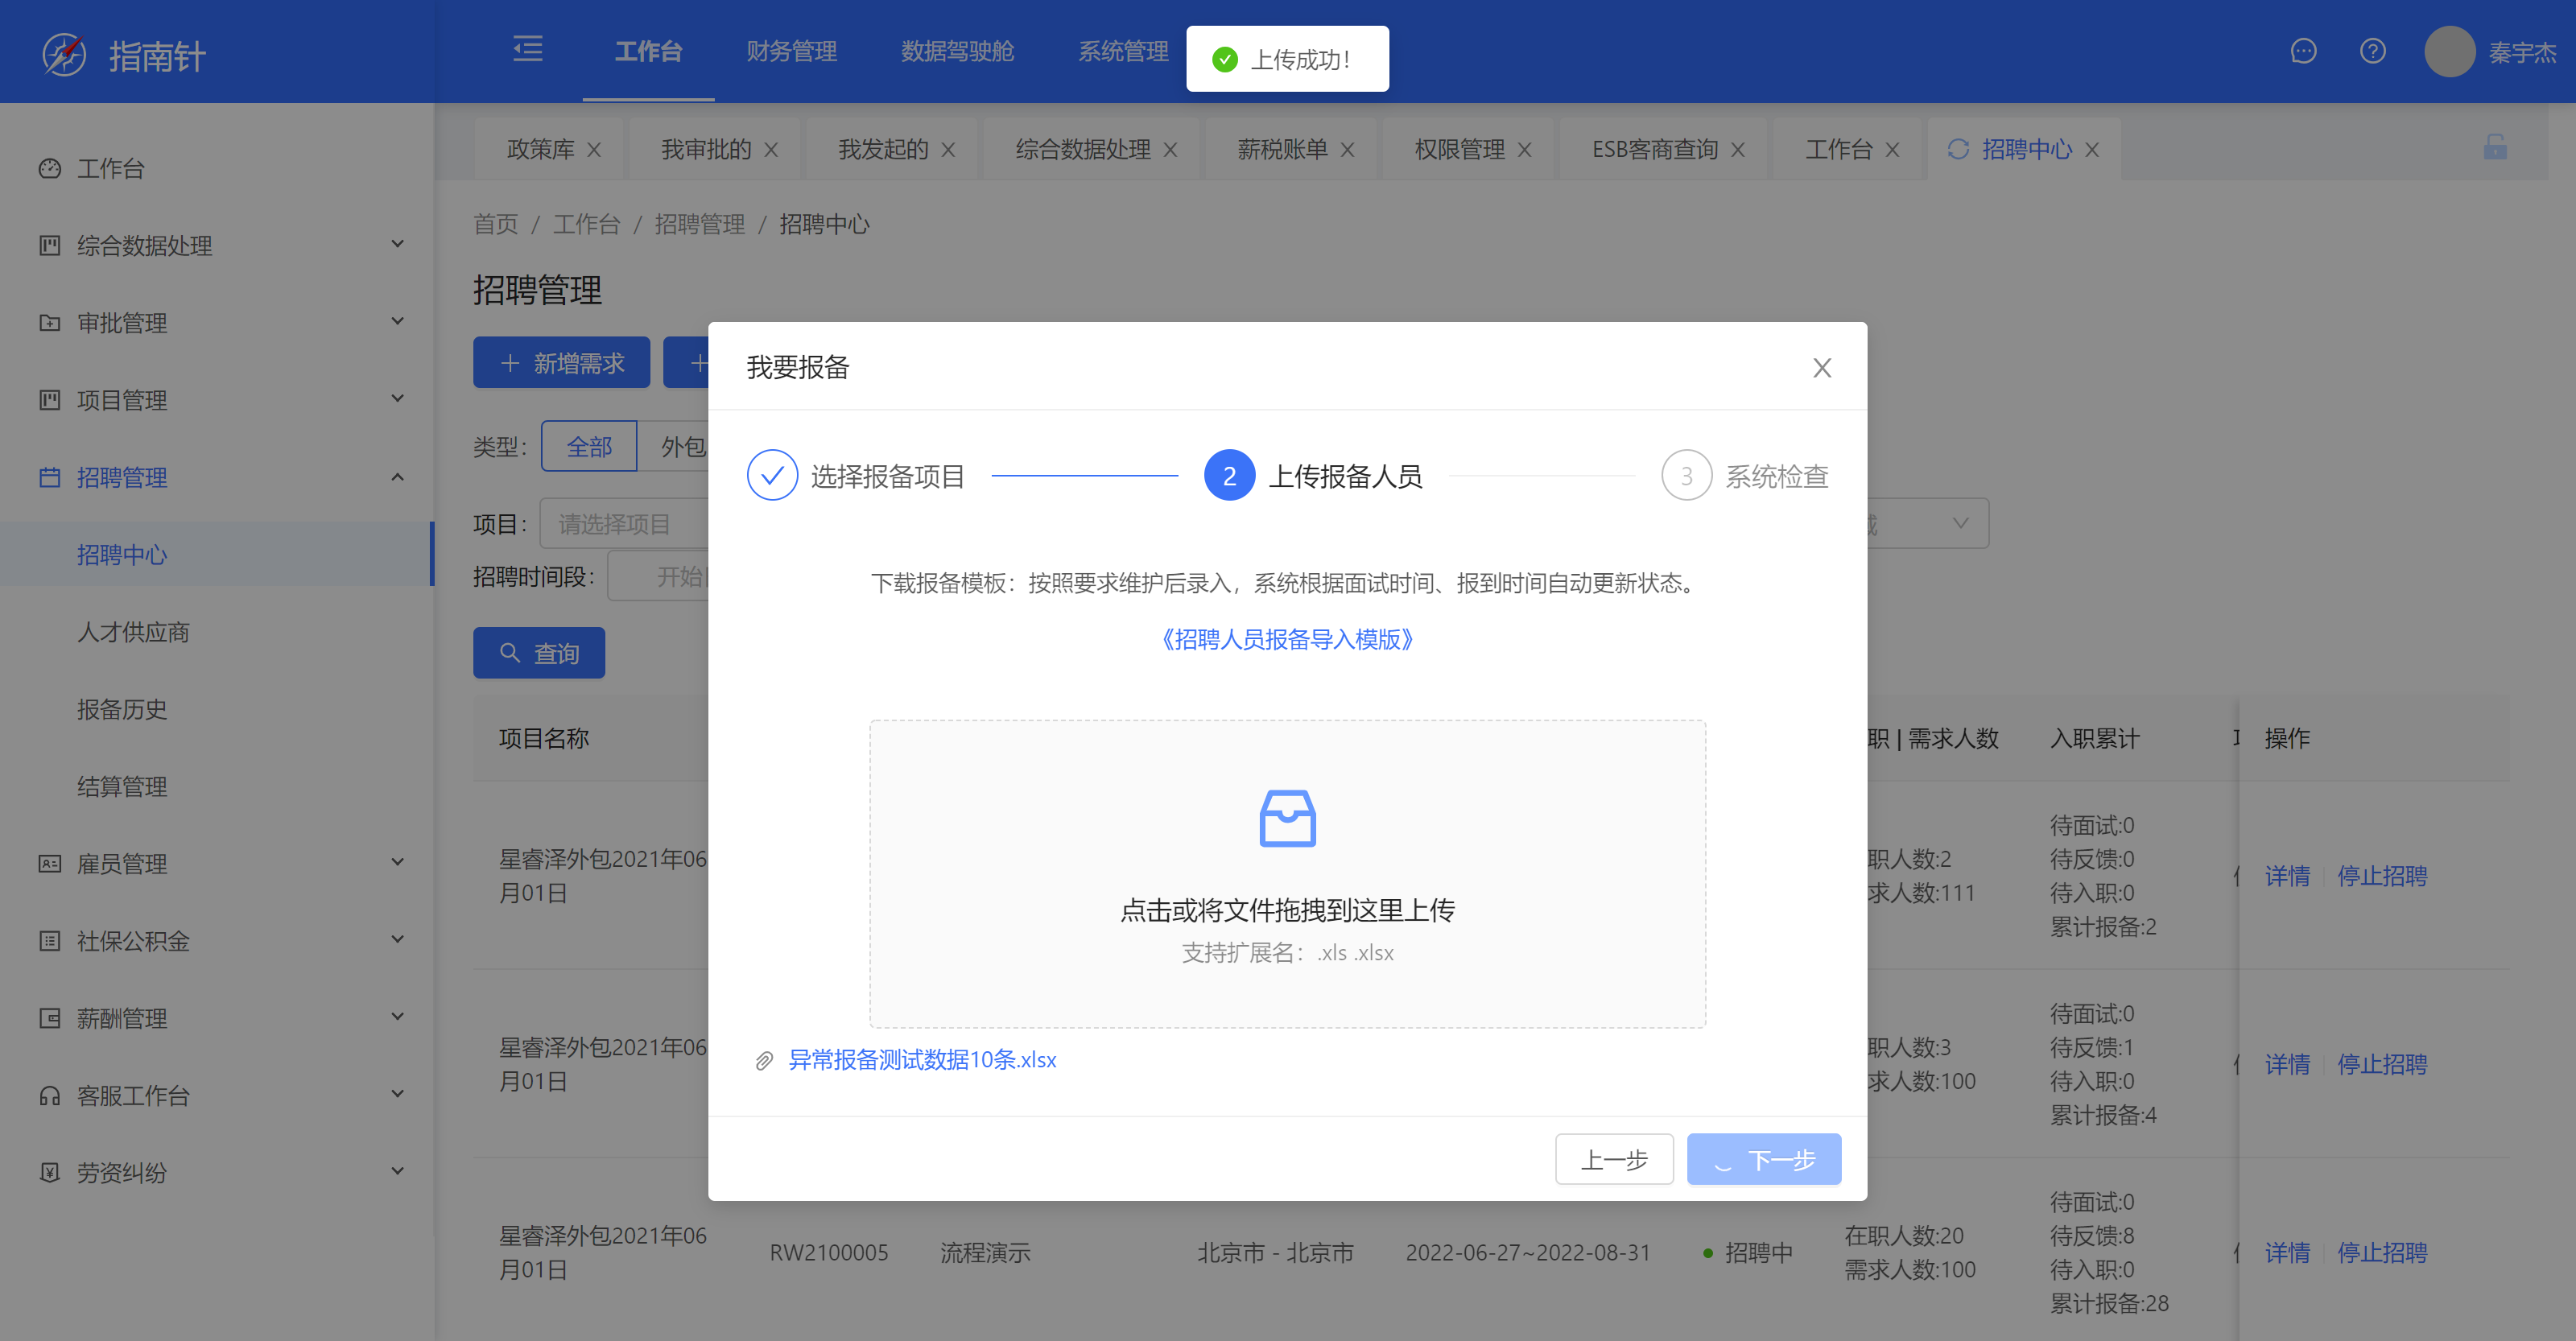 指南针
工作台
财务管理
数据驾驶舱
系统管理
上传成功！
秦宇杰
政策库
我审批的
我发起的
综合数据处理
薪税账单
权限管理
ESB客商查询
工作台
招聘中心
工作台
综合数据处理
审批管理
项目管理
招聘管理
招聘中心
人才供应商
报备历史
结算管理
雇员管理
社保公积金
薪酬管理
客服工作台
劳资纠纷
首页 / 工作台 / 招聘管理 / 招聘中心
招聘管理
新增需求
类型：
全部
外包
项目：
请选择项目
招聘时间段：
开始
查询
我要报备
选择报备项目
2 上传报备人员
3 系统检查
下载报备模板：按照要求维护后录入，系统根据面试时间、报到时间自动更新状态。
《招聘人员报备导入模版》
点击或将文件拖拽到这里上传
支持扩展名：.xls .xlsx
异常报备测试数据10条.xlsx
上一步
下一步
项目名称
职 | 需求人数
入职累计
操作
星睿泽外包2021年06
月01日
职人数:2
求人数:111
待面试:0
待反馈:0
待入职:0
累计报备:2
详情
停止招聘
星睿泽外包2021年06
月01日
职人数:3
求人数:100
待面试:0
待反馈:1
待入职:0
累计报备:4
详情
停止招聘
星睿泽外包2021年06
月01日
RW2100005
流程演示
北京市 - 北京市
2022-06-27~2022-08-31
招聘中
在职人数:20
需求人数:100
待面试:0
待反馈:8
待入职:0
累计报备:28
详情
停止招聘